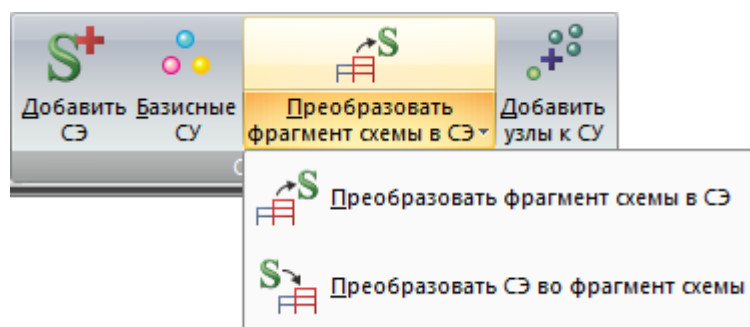 Добавить СЭ
Базисные СУ
Преобразовать фрагмент схемы в СЭ
Добавить узлы к СУ
Преобразовать фрагмент схемы в СЭ
Преобразовать СЭ во фрагмент схемы